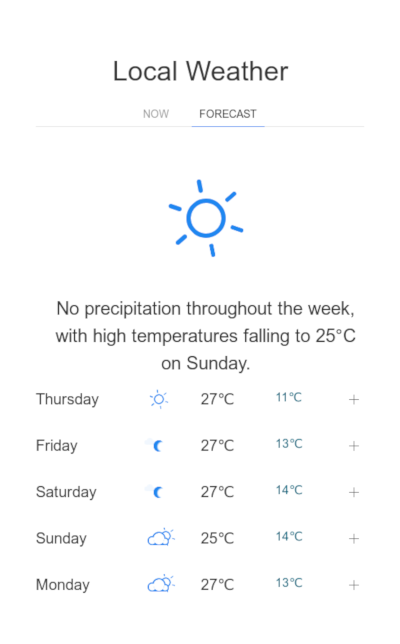 Local Weather
NOW FORECAST
No precipitation throughout the week,
with high temperatures falling to 25°C
on Sunday.
Thursday 27°C 11°C +
Friday 27°C 13°C +
Saturday 27°C 14°C +
Sunday 25°C 14°C +
Monday 27°C 13°C +